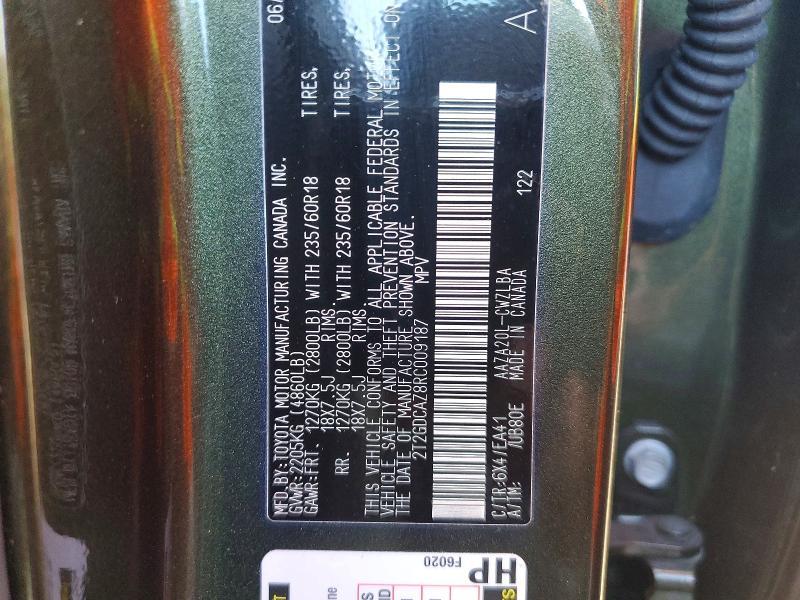 MFD.BY:TOYOTA MOTOR MANUFACTURING CANADA INC. 06/
GVWR:2205KG (4860LB)
GAWR:FRT. 1270KG (2800LB) WITH 235/60R18 TIRES,
18X7.5J RIMS.
RR. 1270KG (2800LB) WITH 235/60R18 TIRES,
18X7.5J RIMS.
THIS VEHICLE CONFORMS TO ALL APPLICABLE FEDERAL MOTOR
VEHICLE SAFETY AND THEFT PREVENTION STANDARDS IN EFFECT ON
THE DATE OF MANUFACTURE SHOWN ABOVE.
2T2GDCAZ8RC009187 MPV
C/TR:6X4/EA41 AAZA20L-CWZLBA 122 A
A/TM: /UB80E MADE IN CANADA
F6020
HP